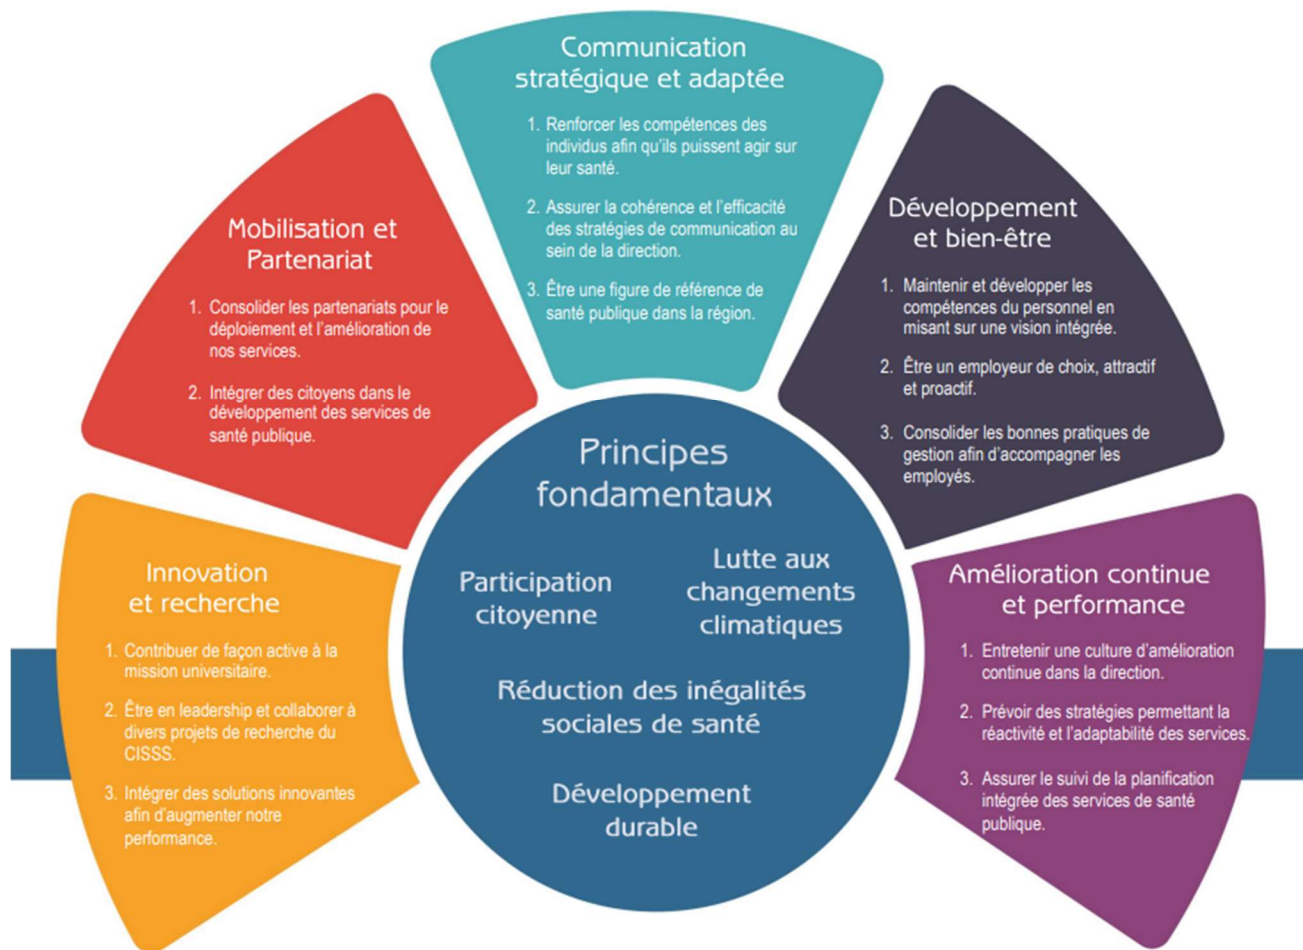 Communication
stratégique et adaptée
1. Renforcer les compétences des
individus afin qu'ils puissent agir sur
leur santé.
2. Assurer la cohérence et l'efficacité
des stratégies de communication au
sein de la direction.
3. Être une figure de référence de
santé publique dans la région.
Mobilisation et
Partenariat
1. Consolider les partenariats pour le
déploiement et l'amélioration de
nos services.
2. Intégrer des citoyens dans le
développement des services de
santé publique.
Développement
et bien-être
1. Maintenir et développer les
compétences du personnel en
misant sur une vision intégrée.
2. Être un employeur de choix, attractif
et proactif.
3. Consolider les bonnes pratiques de
gestion afin d'accompagner les
employés.
Innovation
et recherche
1. Contribuer de façon active à la
mission universitaire.
2. Être en leadership et collaborer à
divers projets de recherche du
CISSS.
3. Intégrer des solutions innovantes
afin d'augmenter notre
performance.
Principes
fondamentaux
Participation
citoyenne
Lutte aux
changements
climatiques
Réduction des inégalités
sociales de santé
Développement
durable
Amélioration continue
et performance
1. Entretenir une culture d'amélioration
continue dans la direction.
2. Prévoir des stratégies permettant la
réactivité et l'adaptabilité des services.
3. Assurer le suivi de la planification
intégrée des services de santé
publique.